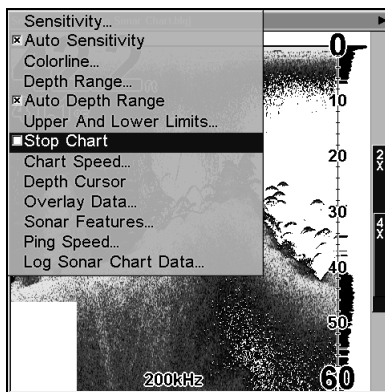 Sensitivity...
Auto Sensitivity
Colorline...
Depth Range...
Auto Depth Range
Upper And Lower Limits...
Stop Chart
Chart Speed...
Depth Cursor
Overlay Data...
Sonar Features...
Ping Speed...
Log Sonar Chart Data...
0
10
20
30
40
50
60
2X
4X
200kHz